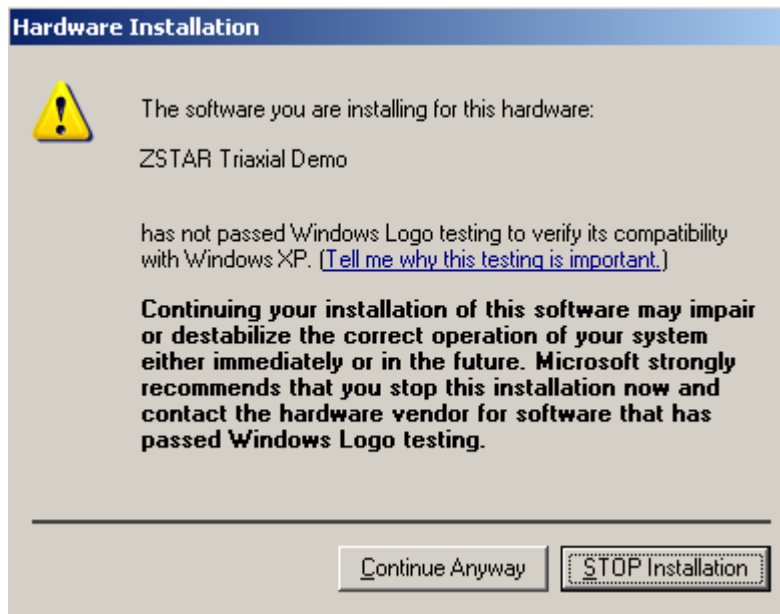 Hardware Installation
The software you are installing for this hardware:
ZSTAR Triaxial Demo
has not passed Windows Logo testing to verify its compatibility
with Windows XP. (Tell me why this testing is important.)
Continuing your installation of this software may impair
or destabilize the correct operation of your system
either immediately or in the future. Microsoft strongly
recommends that you stop this installation now and
contact the hardware vendor for software that has
passed Windows Logo testing.
Continue Anyway
STOP Installation